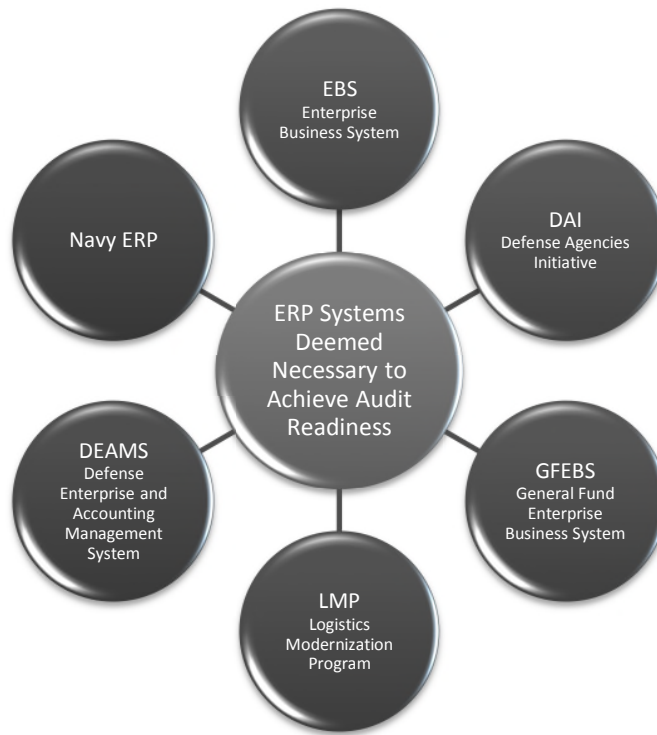 EBS
Enterprise
Business System
Navy ERP
DAI
Defense Agencies
Initiative
ERP Systems
Deemed
Necessary to
Achieve Audit
Readiness
DEAMS
Defense
Enterprise and
Accounting
Management
System
GFEBS
General Fund
Enterprise
Business System
LMP
Logistics
Modernization
Program